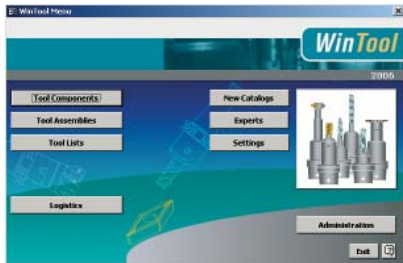 WinTool Menu
WinTool
2006
Tool Components
New Catalogs
Tool Assemblies
Experts
Tool Lists
Settings
Logistics
Administration
Exit